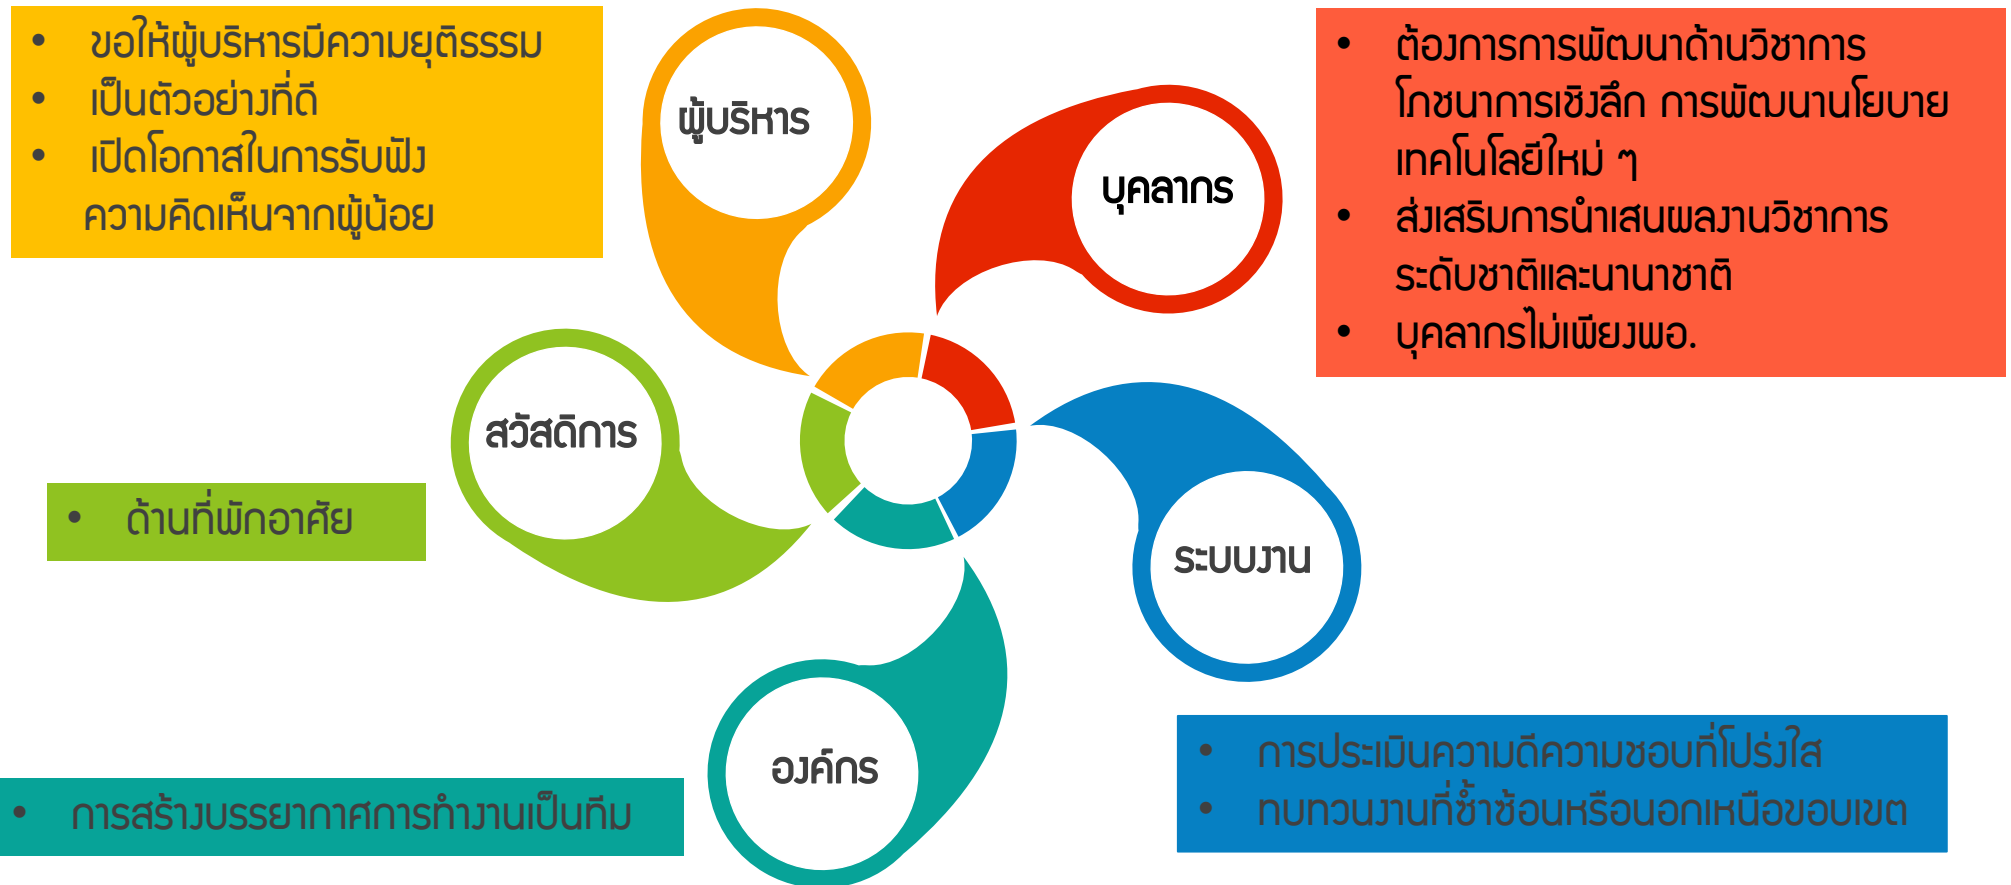 ขอให้ผู้บริหารมีความยุติธรรม
เป็นตัวอย่างที่ดี
เปิดโอกาสในการรับฟัง
ความคิดเห็นจากผู้น้อย
ผู้บริหาร
บุคลากร
ต้องการการพัฒนาด้านวิชาการ
โภชนาการเชิงลึก การพัฒนานโยบาย
เทคโนโลยีใหม่ ๆ
ส่งเสริมการนำเสนผลงานวิชาการ
ระดับชาติและนานาชาติ
บุคลากรไม่เพียงพอ.
สวัสดิการ
ด้านที่พักอาศัย
ระบบงาน
การประเมินความดีความชอบที่โปร่งใส
ทบทวนงานที่ซ้ำซ้อนหรือนอกเหนือขอบเขต
องค์กร
การสร้างบรรยากาศการทำงานเป็นทีม